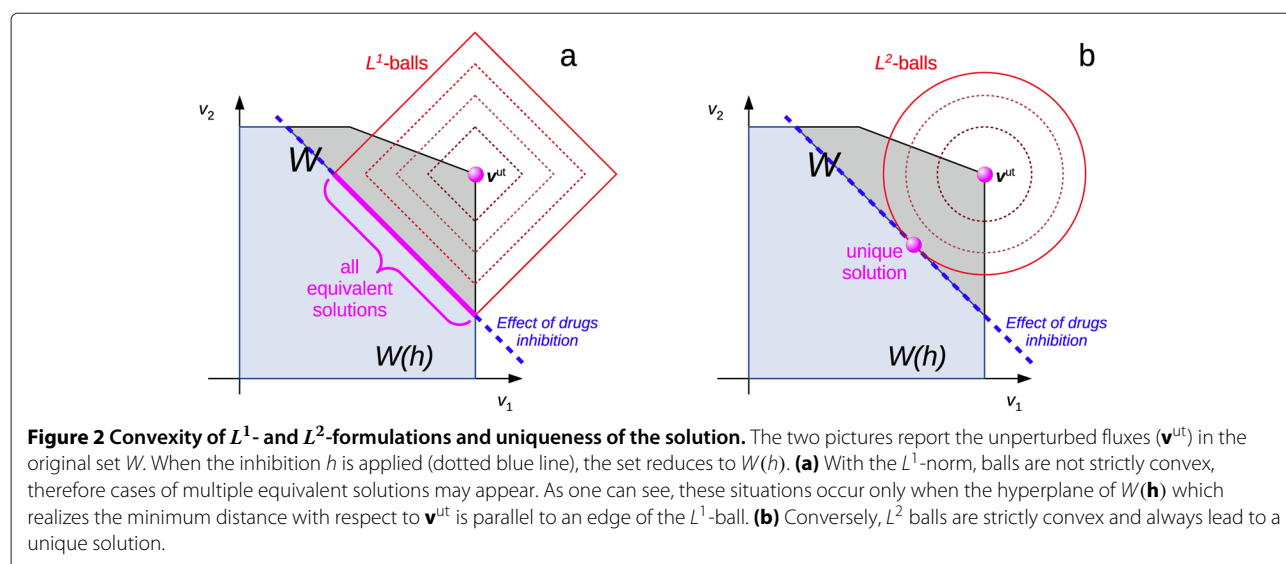 a
L¹-balls
v₂
W
vᵘᵗ
all
equivalent
solutions
Effect of drugs
inhibition
W(h)
v₁
b
L²-balls
v₂
W
vᵘᵗ
unique
solution
Effect of drugs
inhibition
W(h)
v₁
Figure 2 Convexity of L¹- and L²-formulations and uniqueness of the solution. The two pictures report the unperturbed fluxes (vᵘᵗ) in the
original set W. When the inhibition h is applied (dotted blue line), the set reduces to W(h). (a) With the L¹-norm, balls are not strictly convex,
therefore cases of multiple equivalent solutions may appear. As one can see, these situations occur only when the hyperplane of W(h) which
realizes the minimum distance with respect to vᵘᵗ is parallel to an edge of the L¹-ball. (b) Conversely, L² balls are strictly convex and always lead to a
unique solution.